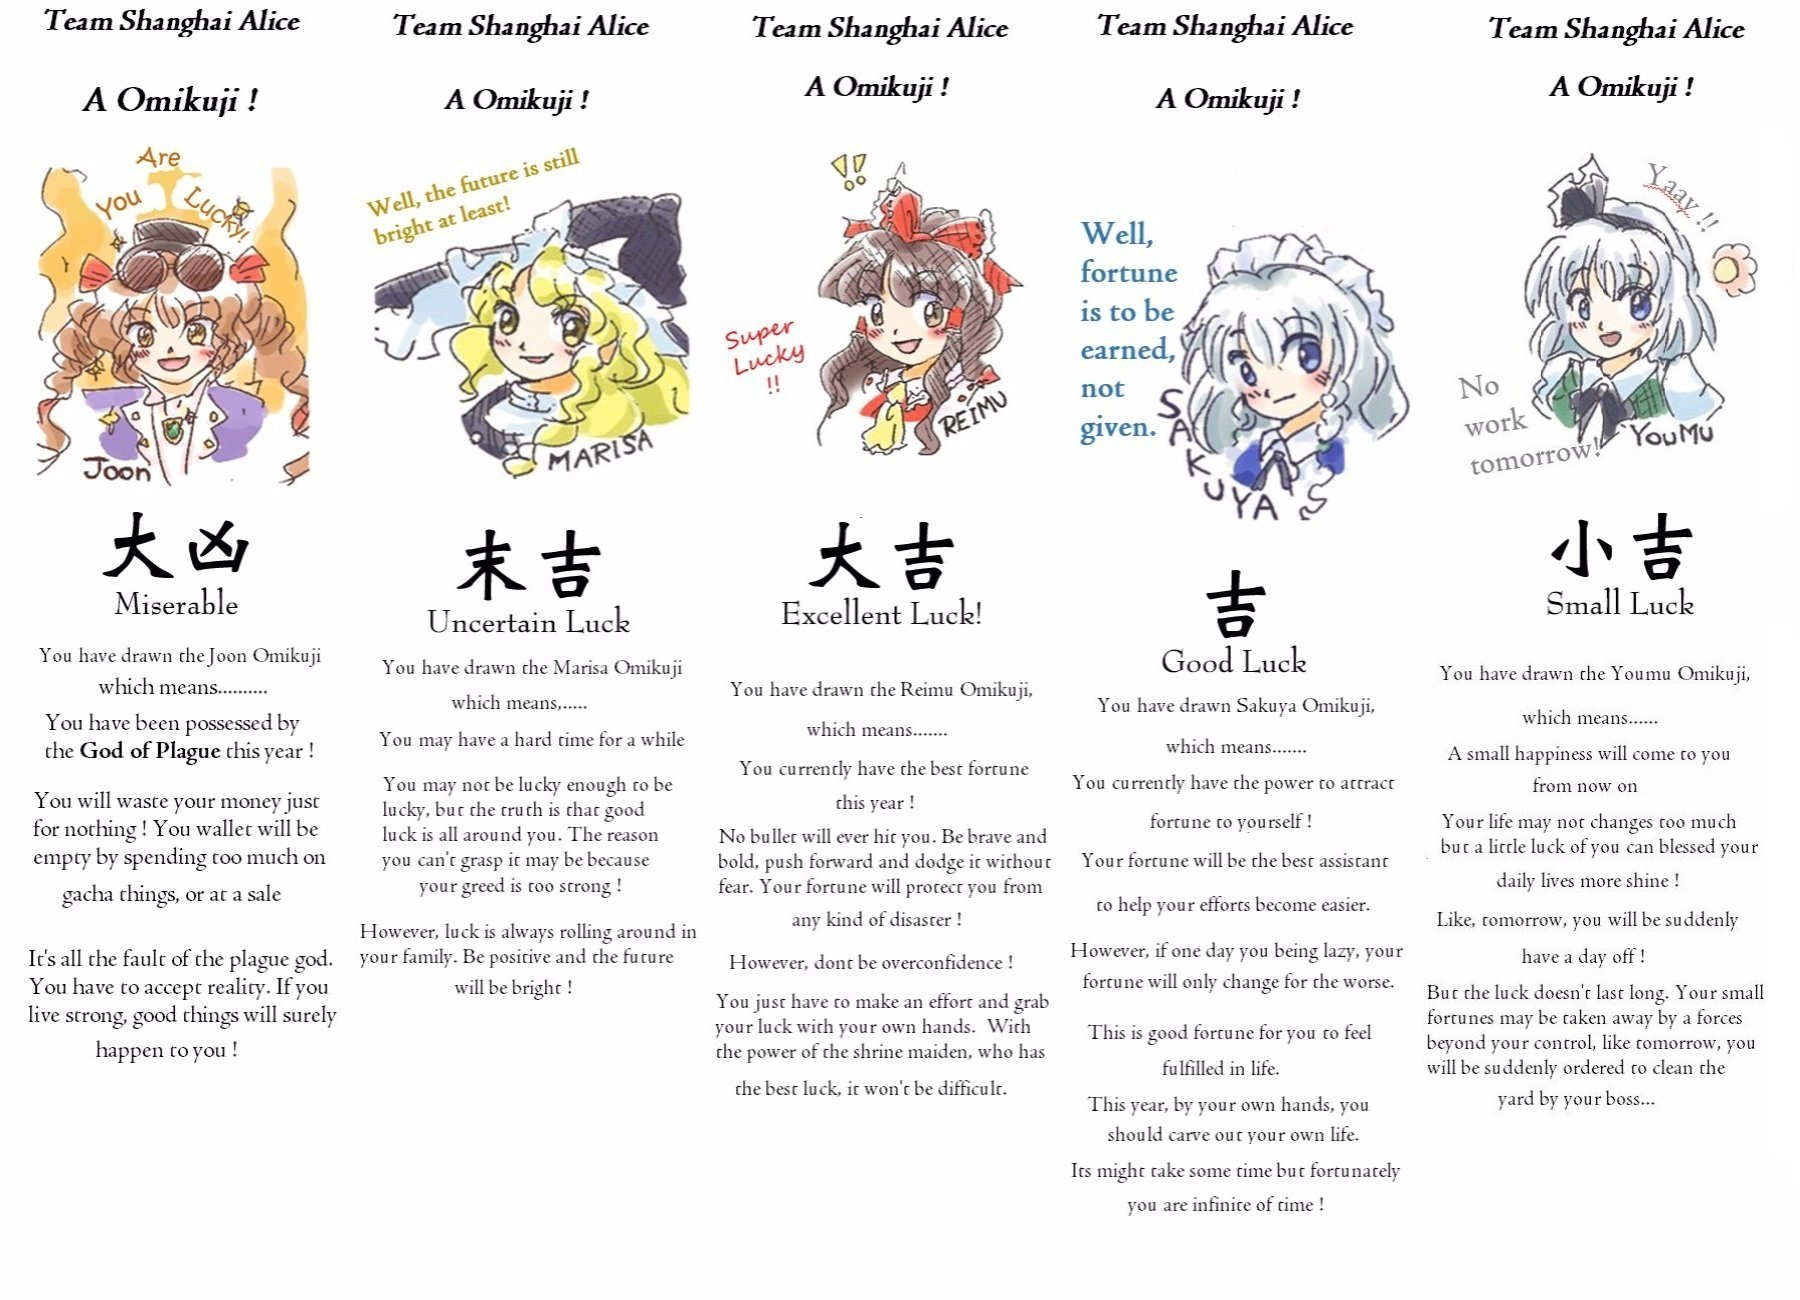 Team Shanghai Alice
A Omikuji !
You Are Lucky!
Joon
大凶
Miserable
You have drawn the Joon Omikuji
which means..........
You have been possessed by
the God of Plague this year !
You will waste your money just
for nothing ! You wallet will be
empty by spending too much on
gacha things, or at a sale
It's all the fault of the plague god.
You have to accept reality. If you
live strong, good things will surely
happen to you !
Team Shanghai Alice
A Omikuji !
Well, the future is still
bright at least!
MARISA
末吉
Uncertain Luck
You have drawn the Marisa Omikuji
which means,.....
You may have a hard time for a while
You may not be lucky enough to be
lucky, but the truth is that good
luck is all around you. The reason
you can't grasp it may be because
your greed is too strong !
However, luck is always rolling around in
your family. Be positive and the future
will be bright !
Team Shanghai Alice
A Omikuji !
!!
Super
Lucky
!!
REIMU
大吉
Excellent Luck!
You have drawn the Reimu Omikuji,
which means.......
You currently have the best fortune
this year !
No bullet will ever hit you. Be brave and
bold, push forward and dodge it without
fear. Your fortune will protect you from
any kind of disaster !
However, dont be overconfidence !
You just have to make an effort and grab
your luck with your own hands. With
the power of the shrine maiden, who has
the best luck, it won't be difficult.
Team Shanghai Alice
A Omikuji !
Well,
fortune
is to be
earned,
not
given.
SAKUYA S
吉
Good Luck
You have drawn Sakuya Omikuji,
which means.......
You currently have the power to attract
fortune to yourself !
Your fortune will be the best assistant
to help your efforts become easier.
However, if one day you being lazy, your
fortune will only change for the worse.
This is good fortune for you to feel
fulfilled in life.
This year, by your own hands, you
should carve out your own life.
Its might take some time but fortunately
you are infinite of time !
Team Shanghai Alice
A Omikuji !
Yaay !!
No
work
tomorrow!
YOUMU
小吉
Small Luck
You have drawn the Youmu Omikuji,
which means......
A small happiness will come to you
from now on
Your life may not changes too much
but a little luck of you can blessed your
daily lives more shine !
Like, tomorrow, you will be suddenly
have a day off !
But the luck doesn't last long. Your small
fortunes may be taken away by a forces
beyond your control, like tomorrow, you
will be suddenly ordered to clean the
yard by your boss...